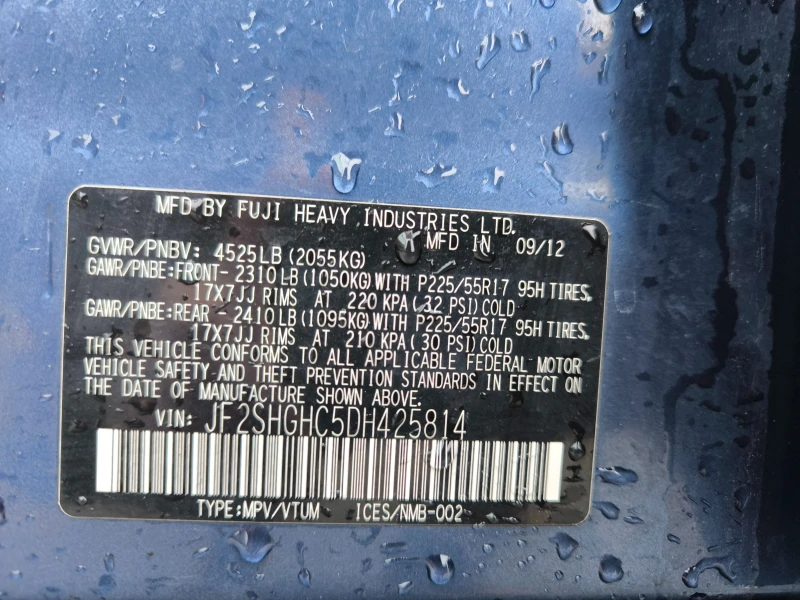 MFD BY FUJI HEAVY INDUSTRIES LTD.
MFD IN 09/12
GVWR/PNBV: 4525LB (2055KG)
GAWR/PNBE:FRONT- 2310LB(1050KG)WITH P225/55R17 95H TIRES,
17X7JJ RIMS AT 220 KPA(32 PSI)COLD
GAWR/PNBE:REAR - 2410LB(1095KG)WITH P225/55R17 95H TIRES,
17X7JJ RIMS AT 210 KPA(30 PSI)COLD
THIS VEHICLE CONFORMS TO ALL APPLICABLE FEDERAL MOTOR
VEHICLE SAFETY AND THEFT PREVENTION STANDARDS IN EFFECT ON
THE DATE OF MANUFACTURE SHOWN ABOVE.
VIN: JF2SHGHC5DH425814
TYPE:MPV/VTUM ICES/NMB-002